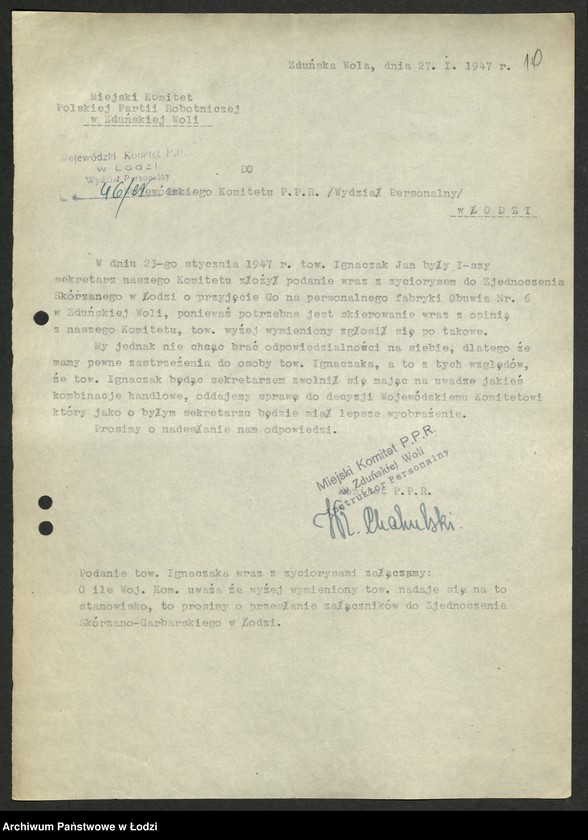 Zduńska Wola, dnia 27. I. 1947 r. 10
Miejski Komitet
Polskiej Partii Robotniczej
w Zduńskiej Woli
Wojewódzki Komitet P.P.R.
w Łodzi
Wydział Personalny
46/
DO
Wojewódzkiego Komitetu P.P.R. /Wydział Personalny/
w Ł O D Z I
W dniu 23-go stycznia 1947 r. tow. Ignaczak Jan były I-szy
sekretarz naszego Komitetu złożył podanie wraz z życiorysem do Zjednoczenia
Skórzanego w Łodzi o przyjęcie Go na personalnego fabryki Obuwia Nr. 6
w Zduńskiej Woli, ponieważ potrzebne jest skierowanie wraz z opinią
z naszego Komitetu, tow. wyżej wymieniony zgłosił się po takowe.
My jednak nie chcąc brać odpowiedzialności na siebie, dlatego że
mamy pewne zastrzeżenia do osoby tow. Ignaczaka, a to z tych względów,
że tow. Ignaczak będąc sekretarzem zwolnił się mając na uwadze jakieś
kombinacje handlowe, oddajemy sprawę do decyzji Wojewódzkiemu Komitetowi
który jako o byłym sekretarzu będzie miał lepsze wyobrażenie.
Prosimy o nadesłanie nam odpowiedzi.
Miejski Komitet P.P.R.
w Zduńskiej Woli
Instruktor Personalny
P.P.R.
Podanie tow. Ignaczaka wraz z życiorysami załączamy:
O ile Woj. Kom. uważa że wyżej wymieniony tow. nadaje się na to
stanowisko, to prosimy o przesłanie załączników do Zjednoczenia
Skórzano-Garbarskiego w Łodzi.
Archiwum Państwowe w Łodzi